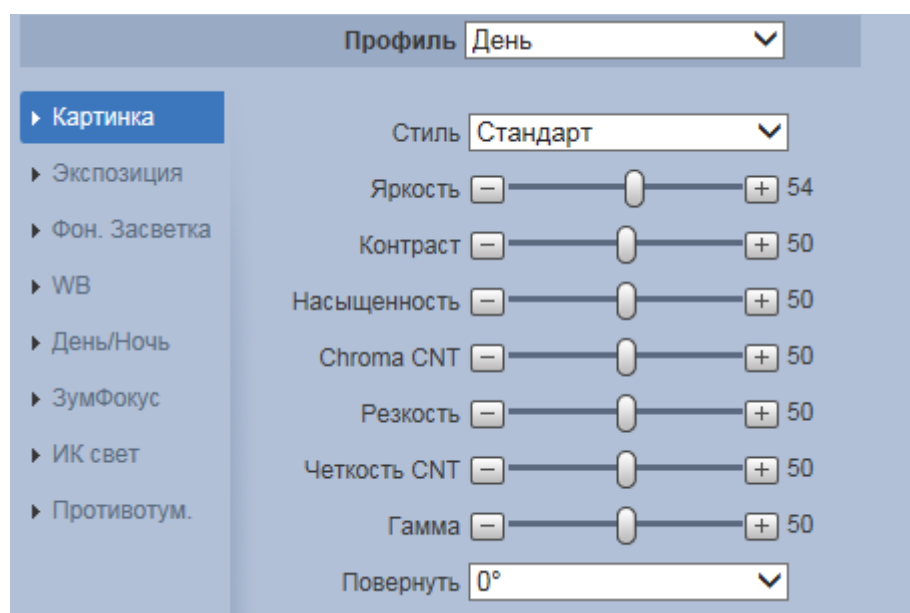 Профиль День
Картинка
Экспозиция
Фон. Засветка
WB
День/Ночь
ЗумФокус
ИК свет
Противотум.
Стиль Стандарт
Яркость 54
Контраст 50
Насыщенность 50
Chroma CNT 50
Резкость 50
Четкость CNT 50
Гамма 50
Повернуть 0°